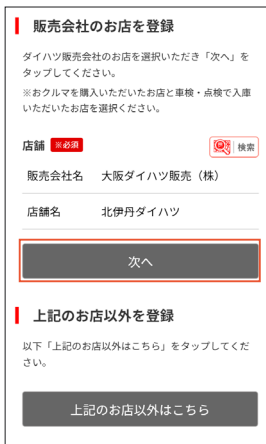 販売会社のお店を登録
ダイハツ販売会社のお店を選択いただき「次へ」を
タップしてください。
※おクルマを購入いただいたお店と車検・点検で入庫
いただいたお店を選択ください。
店舗 ※必須 検索
販売会社名 大阪ダイハツ販売（株）
店舗名 北伊丹ダイハツ
次へ
上記のお店以外を登録
以下「上記のお店以外はこちら」をタップしてくだ
さい。
上記のお店以外はこちら